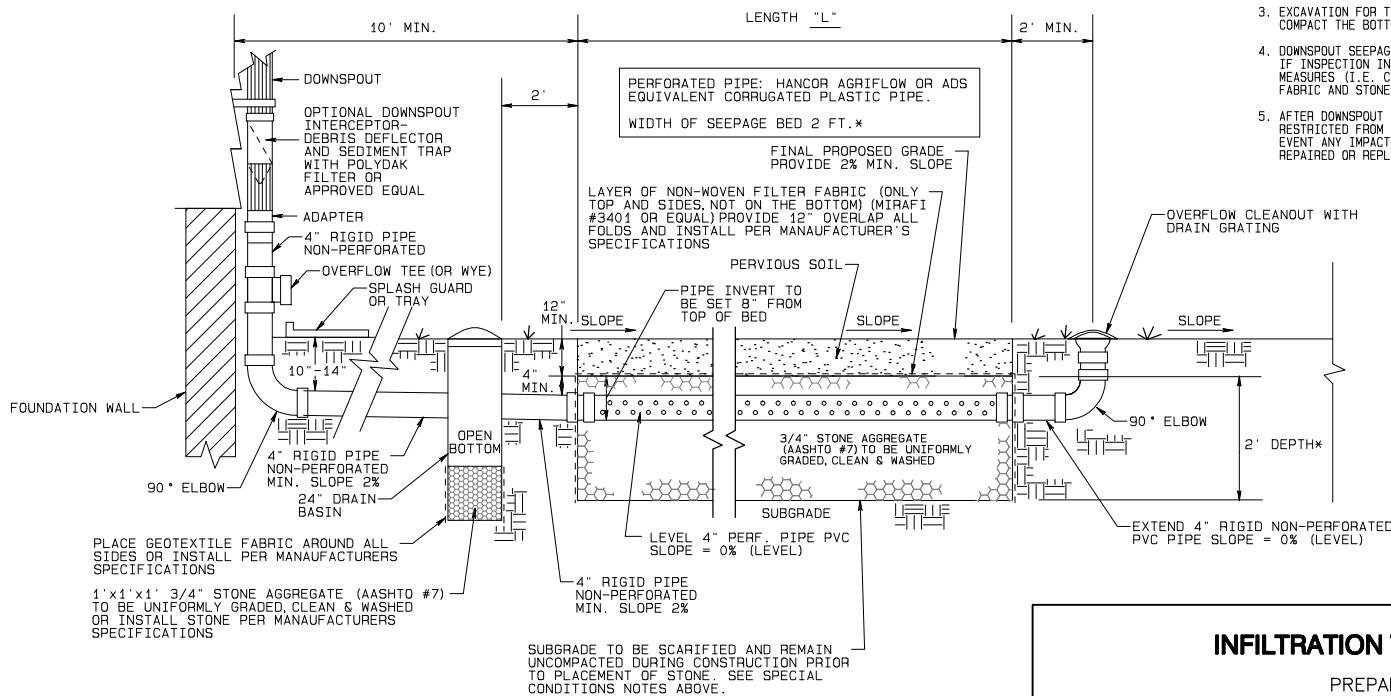 10' MIN.
LENGTH "L"
2' MIN.
2'
DOWNSPOUT
OPTIONAL DOWNSPOUT
INTERCEPTOR-
DEBRIS DEFLECTOR
AND SEDIMENT TRAP
WITH POLYDAK
FILTER OR
APPROVED EQUAL
ADAPTER
4" RIGID PIPE
NON-PERFORATED
OVERFLOW TEE (OR WYE)
SPLASH GUARD
OR TRAY
PERFORATED PIPE: HANCOR AGRIFLOW OR ADS
EQUIVALENT CORRUGATED PLASTIC PIPE.
WIDTH OF SEEPAGE BED 2 FT.*
FINAL PROPOSED GRADE
PROVIDE 2% MIN. SLOPE
LAYER OF NON-WOVEN FILTER FABRIC (ONLY
TOP AND SIDES, NOT ON THE BOTTOM) (MIRAFI
#3401 OR EQUAL) PROVIDE 12" OVERLAP ALL
FOLDS AND INSTALL PER MANAUFACTURER'S
SPECIFICATIONS
PERVIOUS SOIL
PIPE INVERT TO
BE SET 8" FROM
TOP OF BED
12"
MIN.
SLOPE
SLOPE
SLOPE
4"
MIN.
10"-14"
OVERFLOW CLEANOUT WITH
DRAIN GRATING
3. EXCAVATION FOR T
COMPACT THE BOTT
4. DOWNSPOUT SEEPAG
IF INSPECTION IN
MEASURES (I.E. C
FABRIC AND STONE
5. AFTER DOWNSPOUT
RESTRICTED FROM
EVENT ANY IMPACT
REPAIRED OR REPL
FOUNDATION WALL
90° ELBOW
4" RIGID PIPE
NON-PERFORATED
MIN. SLOPE 2%
24" DRAIN
BASIN
OPEN
BOTTOM
3/4" STONE AGGREGATE
(AASHTO #7) TO BE UNIFORMLY
GRADED, CLEAN & WASHED
90° ELBOW
2' DEPTH*
SUBGRADE
PLACE GEOTEXTILE FABRIC AROUND ALL
SIDES OR INSTALL PER MANAUFACTURERS
SPECIFICATIONS
1'x1'x1' 3/4" STONE AGGREGATE (AASHTO #7)
TO BE UNIFORMLY GRADED, CLEAN & WASHED
OR INSTALL STONE PER MANAUFACTURERS
SPECIFICATIONS
LEVEL 4" PERF. PIPE PVC
SLOPE = 0% (LEVEL)
4" RIGID PIPE
NON-PERFORATED
MIN. SLOPE 2%
EXTEND 4" RIGID NON-PERFORATED
PVC PIPE SLOPE = 0% (LEVEL)
SUBGRADE TO BE SCARIFIED AND REMAIN
UNCOMPACTED DURING CONSTRUCTION PRIOR
TO PLACEMENT OF STONE. SEE SPECIAL
CONDITIONS NOTES ABOVE.
INFILTRATION
PREPA